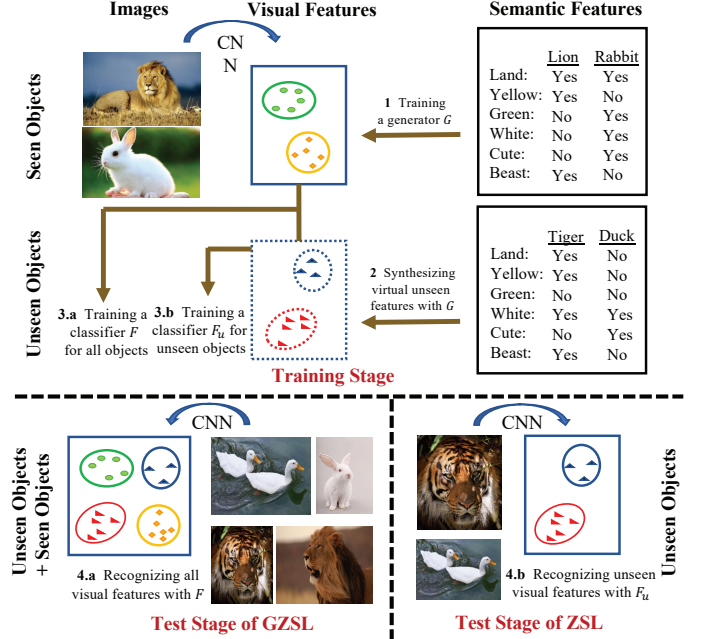 Images
Visual Features
Semantic Features
CN
N
Seen Objects
1 Training
a generator G
Lion Rabbit
Land: Yes Yes
Yellow: Yes No
Green: No Yes
White: No Yes
Cute: No Yes
Beast: Yes No
Unseen Objects
3.a Training a
classifier F
for all objects
3.b Training a
classifier Fu for
unseen objects
2 Synthesizing
virtual unseen
features with G
Tiger Duck
Land: Yes No
Yellow: Yes No
Green: No No
White: Yes Yes
Cute: No Yes
Beast: Yes No
Training Stage
CNN
Unseen Objects
+ Seen Objects
4.a Recognizing all
visual features with F
Test Stage of GZSL
CNN
Unseen Objects
4.b Recognizing unseen
visual features with Fu
Test Stage of ZSL